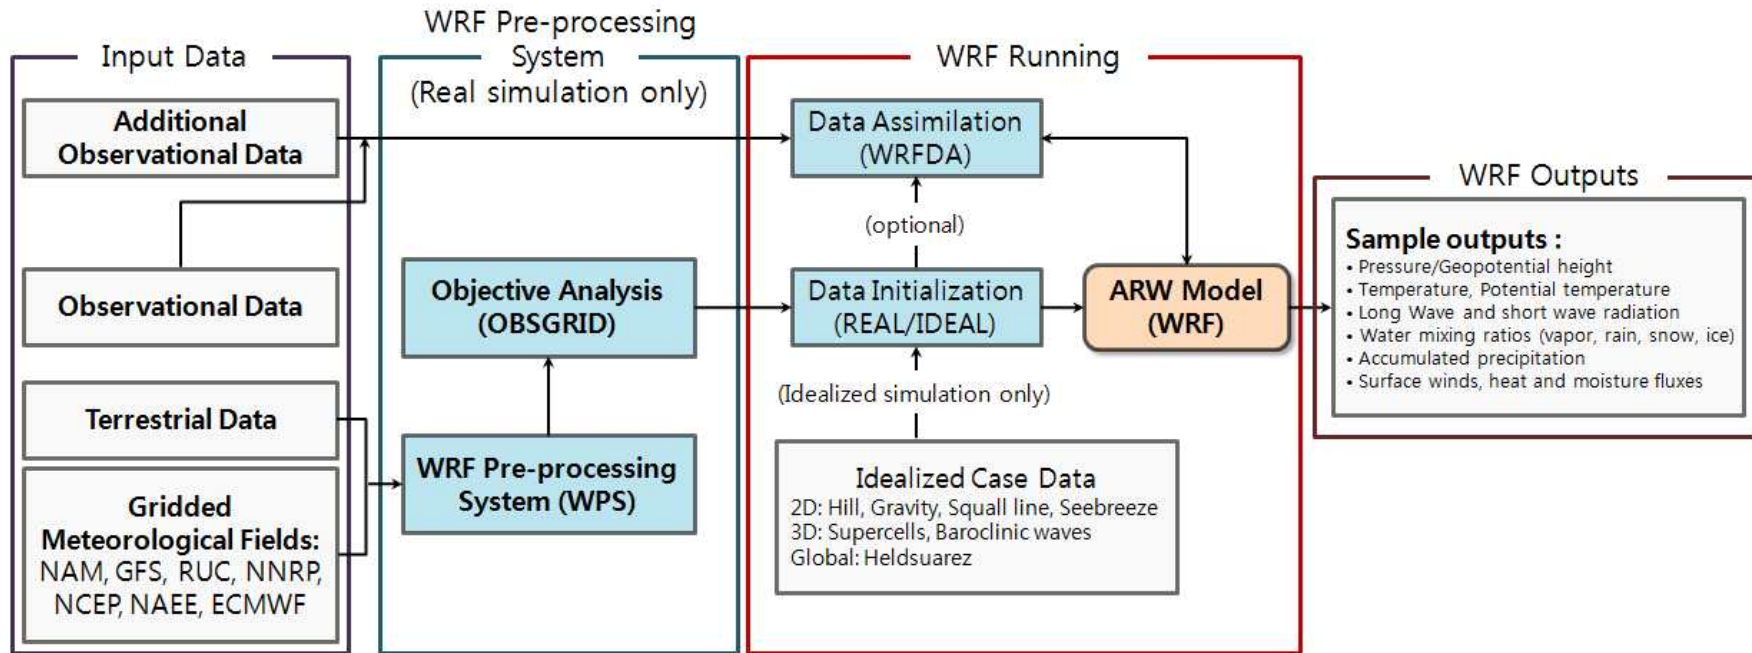 Input Data
Additional
Observational Data
Observational Data
Terrestrial Data
Gridded
Meteorological Fields:
NAM, GFS, RUC, NNRP,
NCEP, NAEE, ECMWF
WRF Pre-processing
System
(Real simulation only)
Objective Analysis
(OBSGRID)
WRF Pre-processing
System (WPS)
WRF Running
Data Assimilation
(WRFDA)
(optional)
Data Initialization
(REAL/IDEAL)
ARW Model
(WRF)
(Idealized simulation only)
Idealized Case Data
2D: Hill, Gravity, Squall line, Seebreeze
3D: Supercells, Baroclinic waves
Global: Heldsuarez
WRF Outputs
Sample outputs :
• Pressure/Geopotential height
• Temperature, Potential temperature
• Long Wave and short wave radiation
• Water mixing ratios (vapor, rain, snow, ice)
• Accumulated precipitation
• Surface winds, heat and moisture fluxes